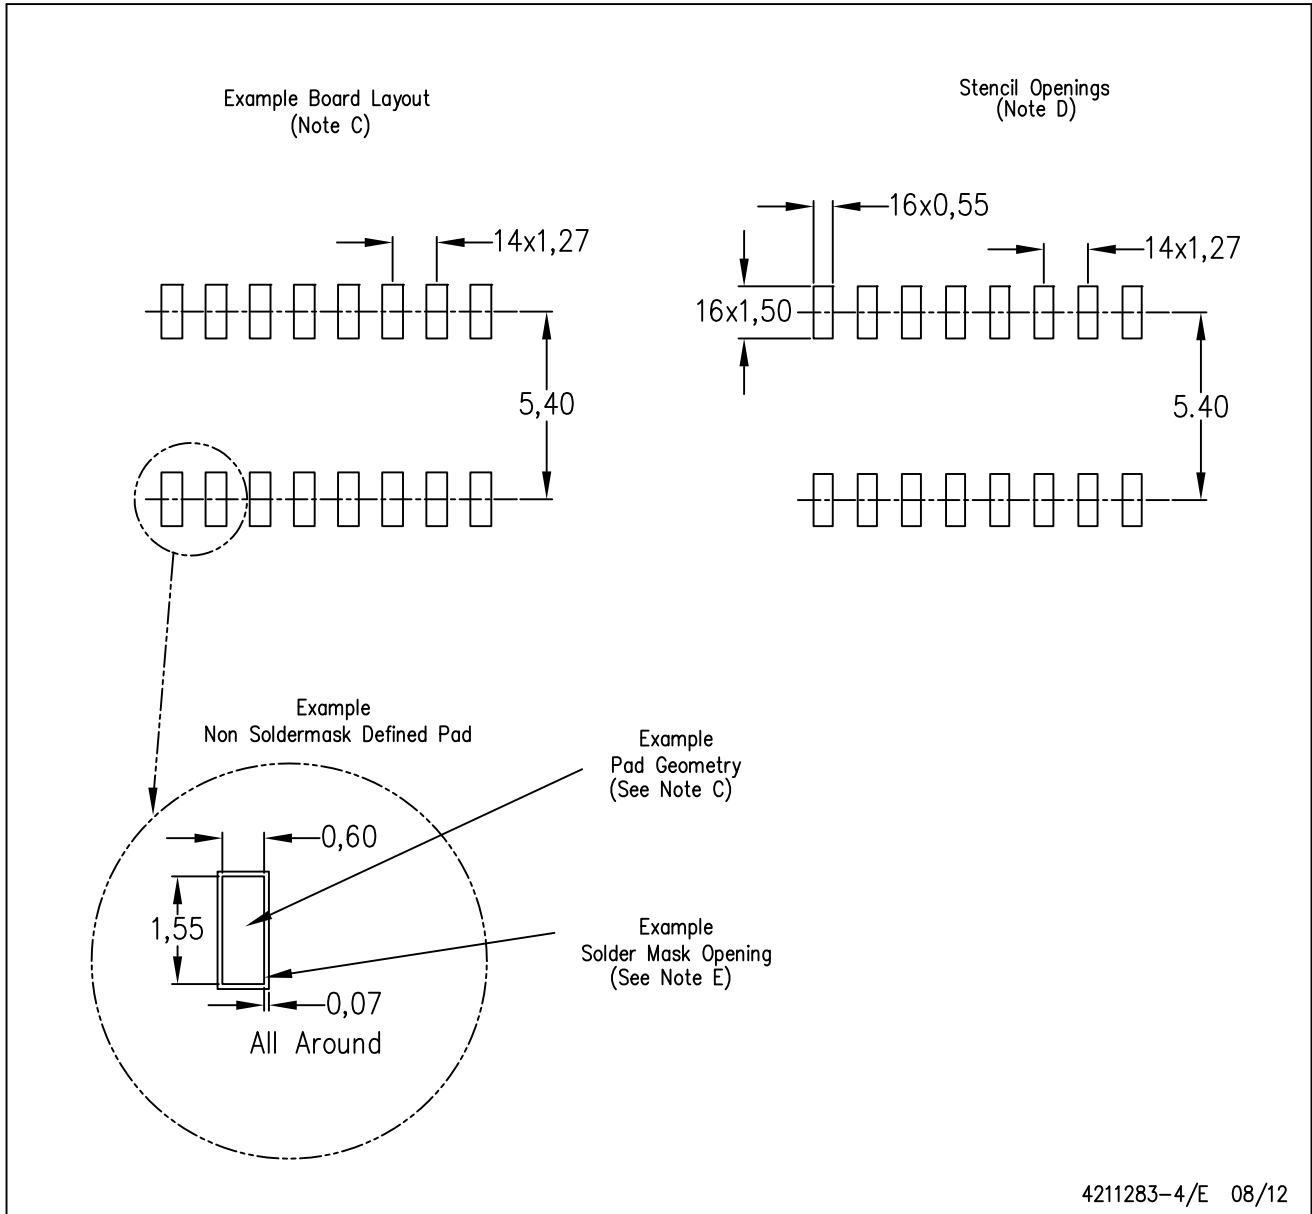 Example Board Layout
(Note C)
Stencil Openings
(Note D)
14x1,27
5,40
16x0,55
14x1,27
16x1,50
5.40
Example
Non Soldermask Defined Pad
Example
Pad Geometry
(See Note C)
0,60
1,55
Example
Solder Mask Opening
(See Note E)
0,07
All Around
4211283-4/E 08/12